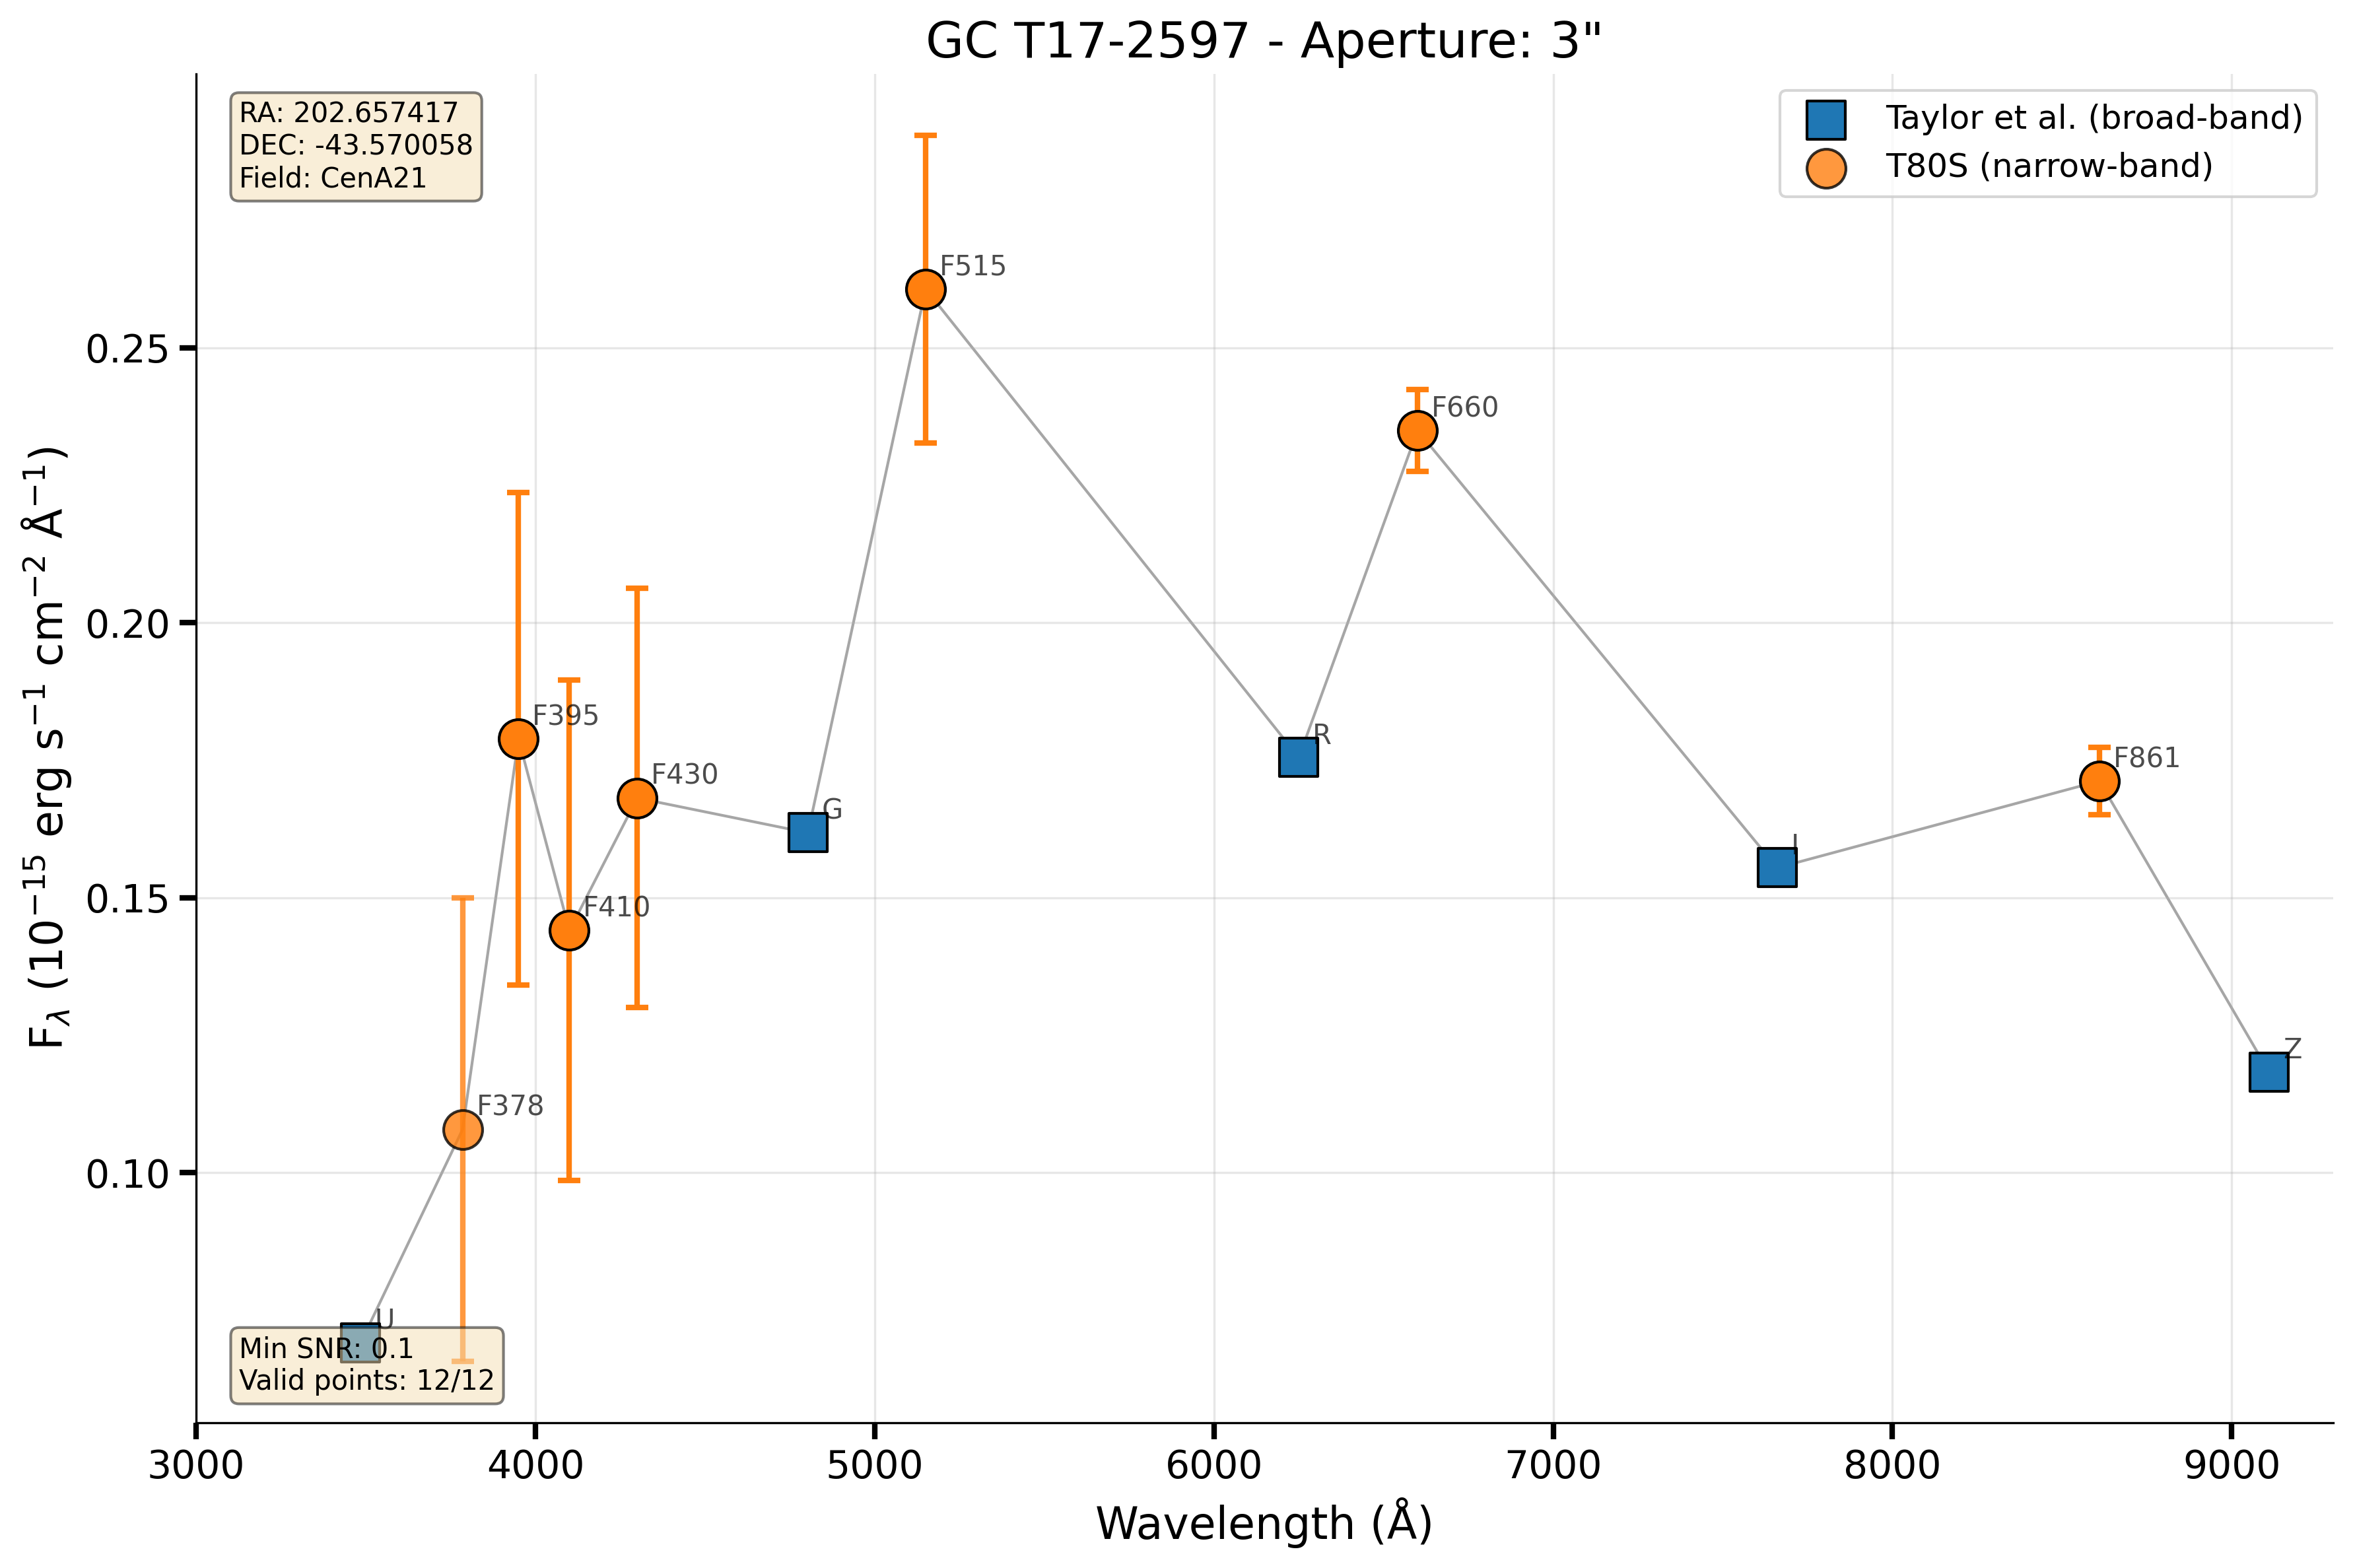 GC T17-2597 - Aperture: 3"
RA: 202.657417
DEC: -43.570058
Field: CenA21
Taylor et al. (broad-band)
T80S (narrow-band)
F515
F660
F395
R
F861
F430
G
I
F410
Z
F378
U
Min SNR: 0.1
Valid points: 12/12
0.25
0.20
0.15
0.10
F_λ (10⁻¹⁵ erg s⁻¹ cm⁻² Å⁻¹)
3000 4000 5000 6000 7000 8000 9000
Wavelength (Å)